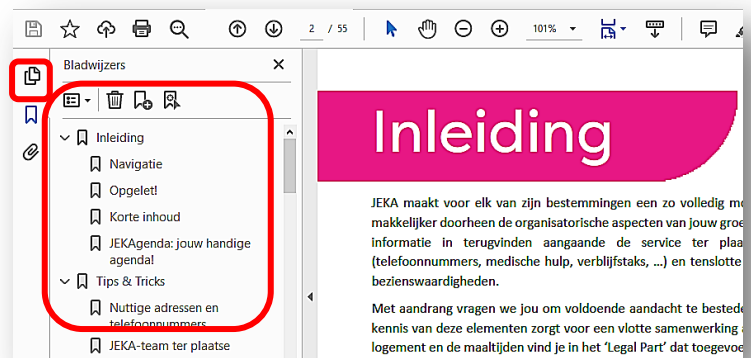 2 / 55
101%
Bladwijzers
Inleiding
Navigatie
Opgelet!
Korte inhoud
JEKAgenda: jouw handige
agenda!
Tips & Tricks
Nuttige adressen en
telefoonnummers
JEKA-team ter plaatse
Inleiding
JEKA maakt voor elk van zijn bestemmingen een zo volledig
makkelijker doorheen de organisatorische aspecten van jouw
informatie in terugvinden aangaande de service ter
(telefoonnummers, medische hulp, verblijfstaks, ...) en tenslotte
bezienswaardigheden.
Met aandrang vragen we jou om voldoende aandacht te
kennis van deze elementen zorgt voor een vlotte samenwerking
logement en de maaltijden vind je in het ‘Legal Part’ dat